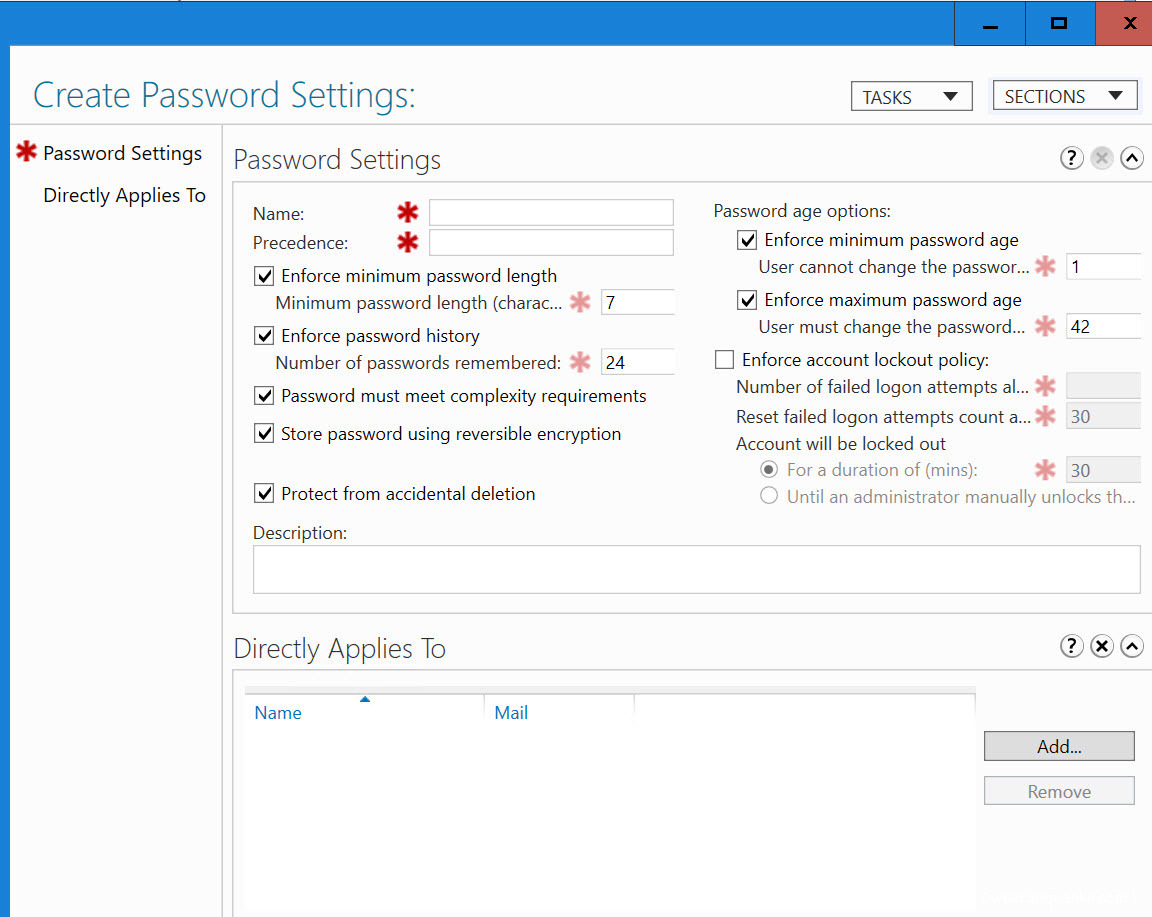 Create Password Settings:
TASKS
SECTIONS
Password Settings
Directly Applies To
Password Settings
Name:
Precedence:
Enforce minimum password length
Minimum password length (charac... 7
Enforce password history
Number of passwords remembered: 24
Password must meet complexity requirements
Store password using reversible encryption
Protect from accidental deletion
Password age options:
Enforce minimum password age
User cannot change the passwor... 1
Enforce maximum password age
User must change the password... 42
Enforce account lockout policy:
Number of failed logon attempts al...
Reset failed logon attempts count a... 30
Account will be locked out
For a duration of (mins): 30
Until an administrator manually unlocks th...
Description:
Directly Applies To
Name Mail
Add...
Remove